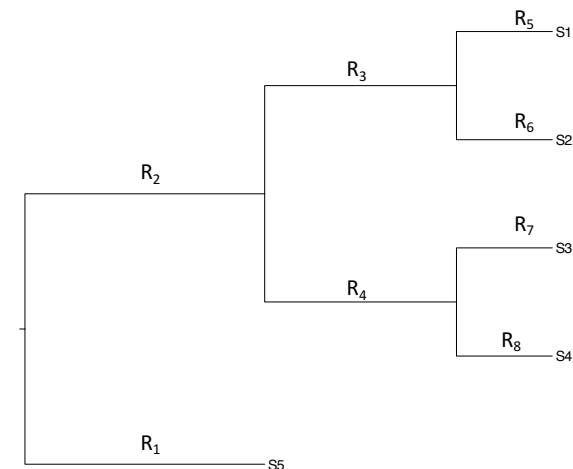 R₅ S1
R₃
R₆ S2
R₂
R₇ S3
R₄
R₈ S4
R₁ S5